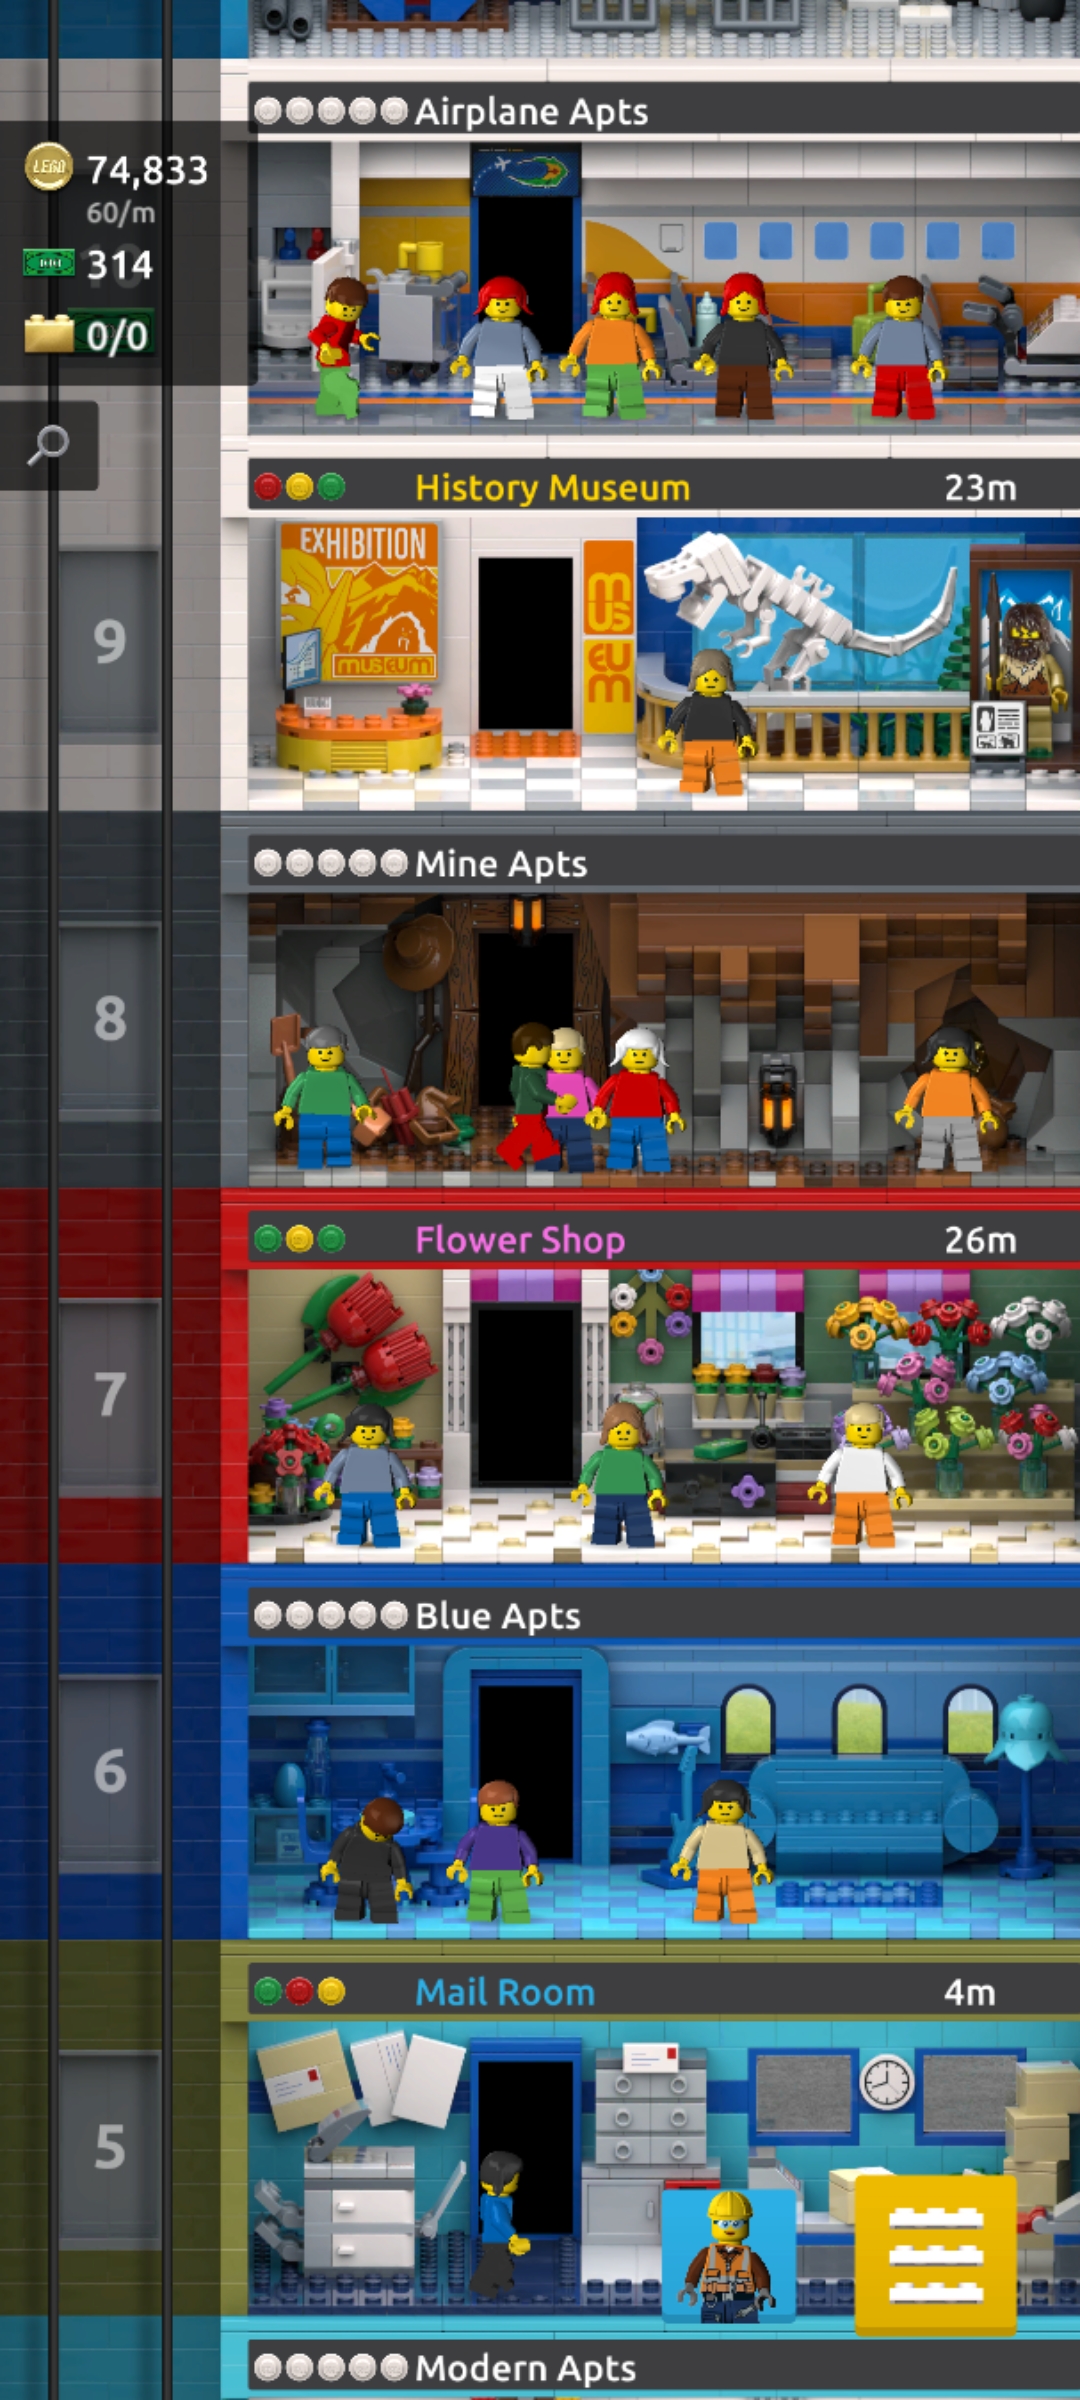 Airplane Apts
LEGO 74,833
60/m
314
0/0
History Museum 23m
EXHIBITION
MUSEUM
MUSEUM
9
Mine Apts
8
Flower Shop 26m
7
Blue Apts
6
Mail Room 4m
5
Modern Apts